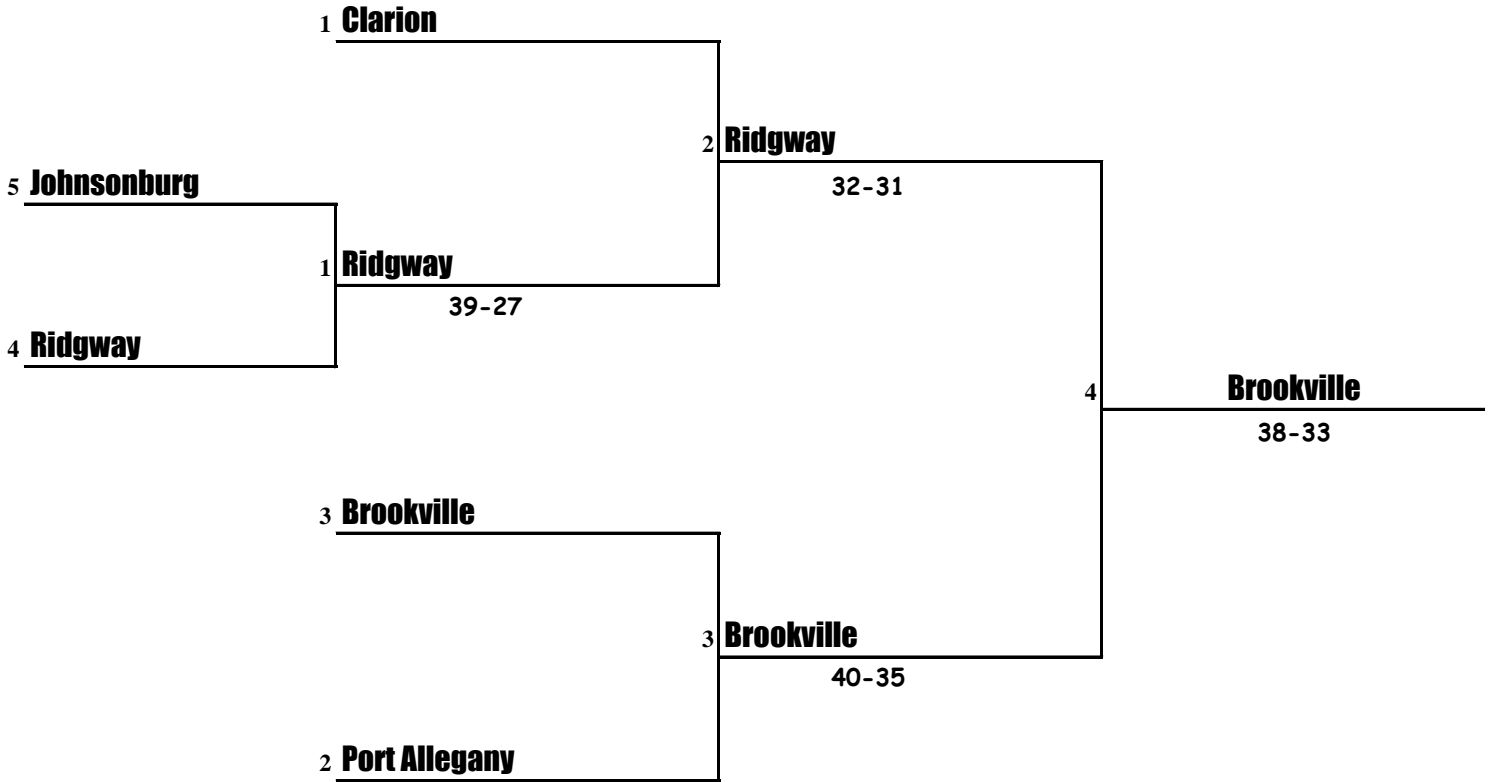 1 Clarion
2 Ridgway
32-31
5 Johnsonburg
1 Ridgway
39-27
4 Ridgway
4 Brookville
38-33
3 Brookville
3 Brookville
40-35
2 Port Allegany